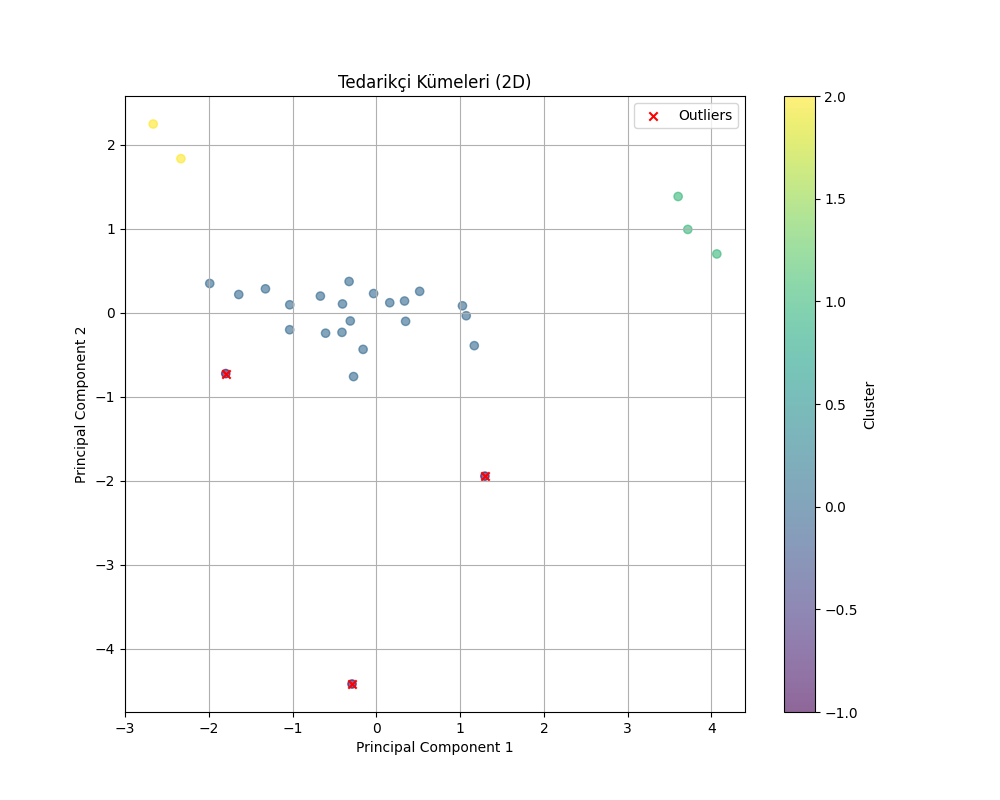 Tedarikçi Kümeleri (2D)
Outliers
2
1
0
−1
−2
−3
−4
Principal Component 2
−3 −2 −1 0 1 2 3 4
Principal Component 1
2.0
1.5
1.0
0.5
0.0
−0.5
−1.0
Cluster